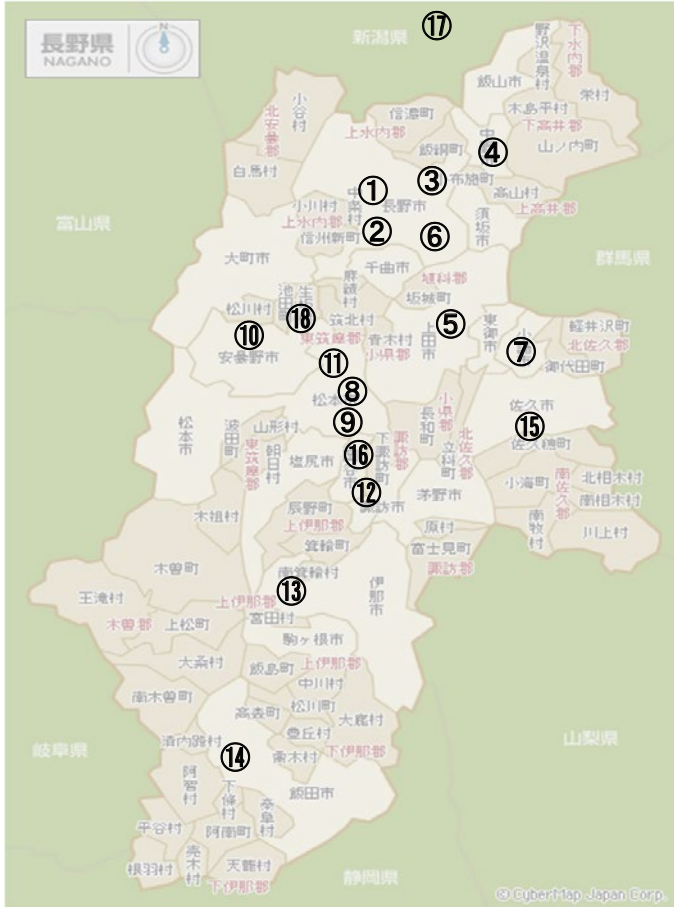 ⑰
新潟県
長野県
NAGANO
N
野沢温泉村
下水内郡
飯山市
栄村
小谷村
北安曇郡
信濃町
木島平村
上水内郡
下高井郡
中
④
飯綱町
山ノ内町
白馬村
③
布施町
①
高山村
中条村
長野市
上高井郡
小川村
須坂市
上水内郡
②
⑥
富山県
信州新町
大町市
群馬県
千曲市
麻績村
埴科郡
池田
生
坂城町
松川村
⑱
筑北村
⑤
東御市
小
軽井沢町
⑩
東筑摩郡
青木村
上田市
北佐久郡
安曇野市
小県郡
⑦
御代田町
⑪
⑧
松本
小県郡
佐久市
松本市
波田町
山形村
⑨
長和町
⑮
東筑摩郡
朝日村
下諏訪町
諏訪郡
立科町
北佐久郡
佐久穂町
塩尻市
⑯
谷市
小海町
南佐久郡
北相木村
⑫
茅野市
南相木村
辰野町
諏訪市
木祖村
上伊那郡
原村
南牧村
川上村
箕輪町
富士見町
木曽町
南箕輪村
諏訪郡
伊那市
王滝村
上伊那郡
⑬
木曽郡
上松町
宮田村
駒ヶ根市
大桑村
飯島町
上伊那郡
中川村
南木曽町
松川町
高森町
大鹿村
清内路村
豊丘村
岐阜県
⑭
喬木村
下伊那郡
山梨県
阿智村
下條村
飯田市
泰阜村
平谷村
阿南町
売木村
根羽村
天龍村
下伊那郡
静岡県
© CyberMap Japan Corp.